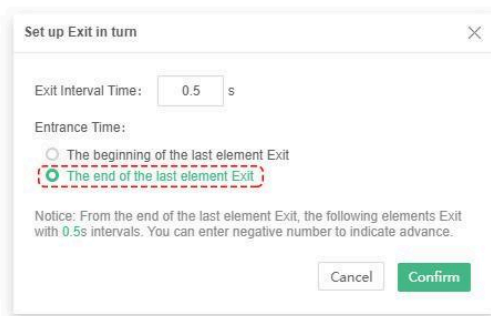 Set up Exit in turn
Exit Interval Time: 0.5 s
Entrance Time:
The beginning of the last element Exit
The end of the last element Exit
Notice: From the end of the last element Exit, the following elements Exit
with 0.5s intervals. You can enter negative number to indicate advance.
Cancel Confirm